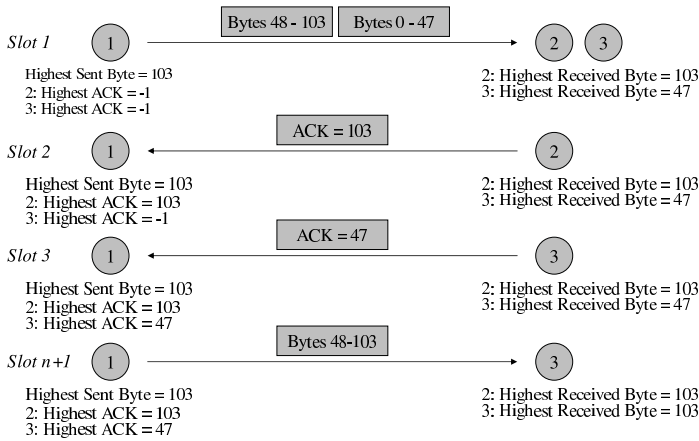 Slot 1
1
Bytes 48 - 103
Bytes 0 - 47
2
3
Highest Sent Byte = 103
2: Highest ACK = -1
3: Highest ACK = -1
2: Highest Received Byte = 103
3: Highest Received Byte = 47
Slot 2
1
ACK = 103
2
Highest Sent Byte = 103
2: Highest ACK = 103
3: Highest ACK = -1
2: Highest Received Byte = 103
3: Highest Received Byte = 47
Slot 3
1
ACK = 47
3
Highest Sent Byte = 103
2: Highest ACK = 103
3: Highest ACK = 47
2: Highest Received Byte = 103
3: Highest Received Byte = 47
Slot n+1
1
Bytes 48-103
3
Highest Sent Byte = 103
2: Highest ACK = 103
3: Highest ACK = 47
2: Highest Received Byte = 103
3: Highest Received Byte = 103